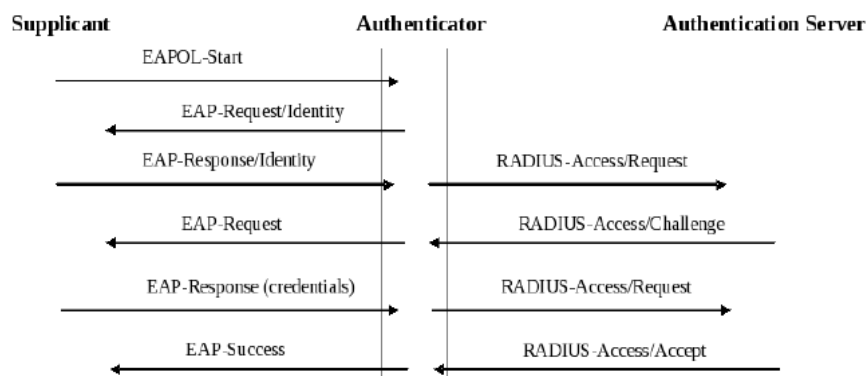 Supplicant Authenticator Authentication Server
EAPOL-Start
EAP-Request/Identity
EAP-Response/Identity RADIUS-Access/Request
EAP-Request RADIUS-Access/Challenge
EAP-Response (credentials) RADIUS-Access/Request
EAP-Success RADIUS-Access/Accept